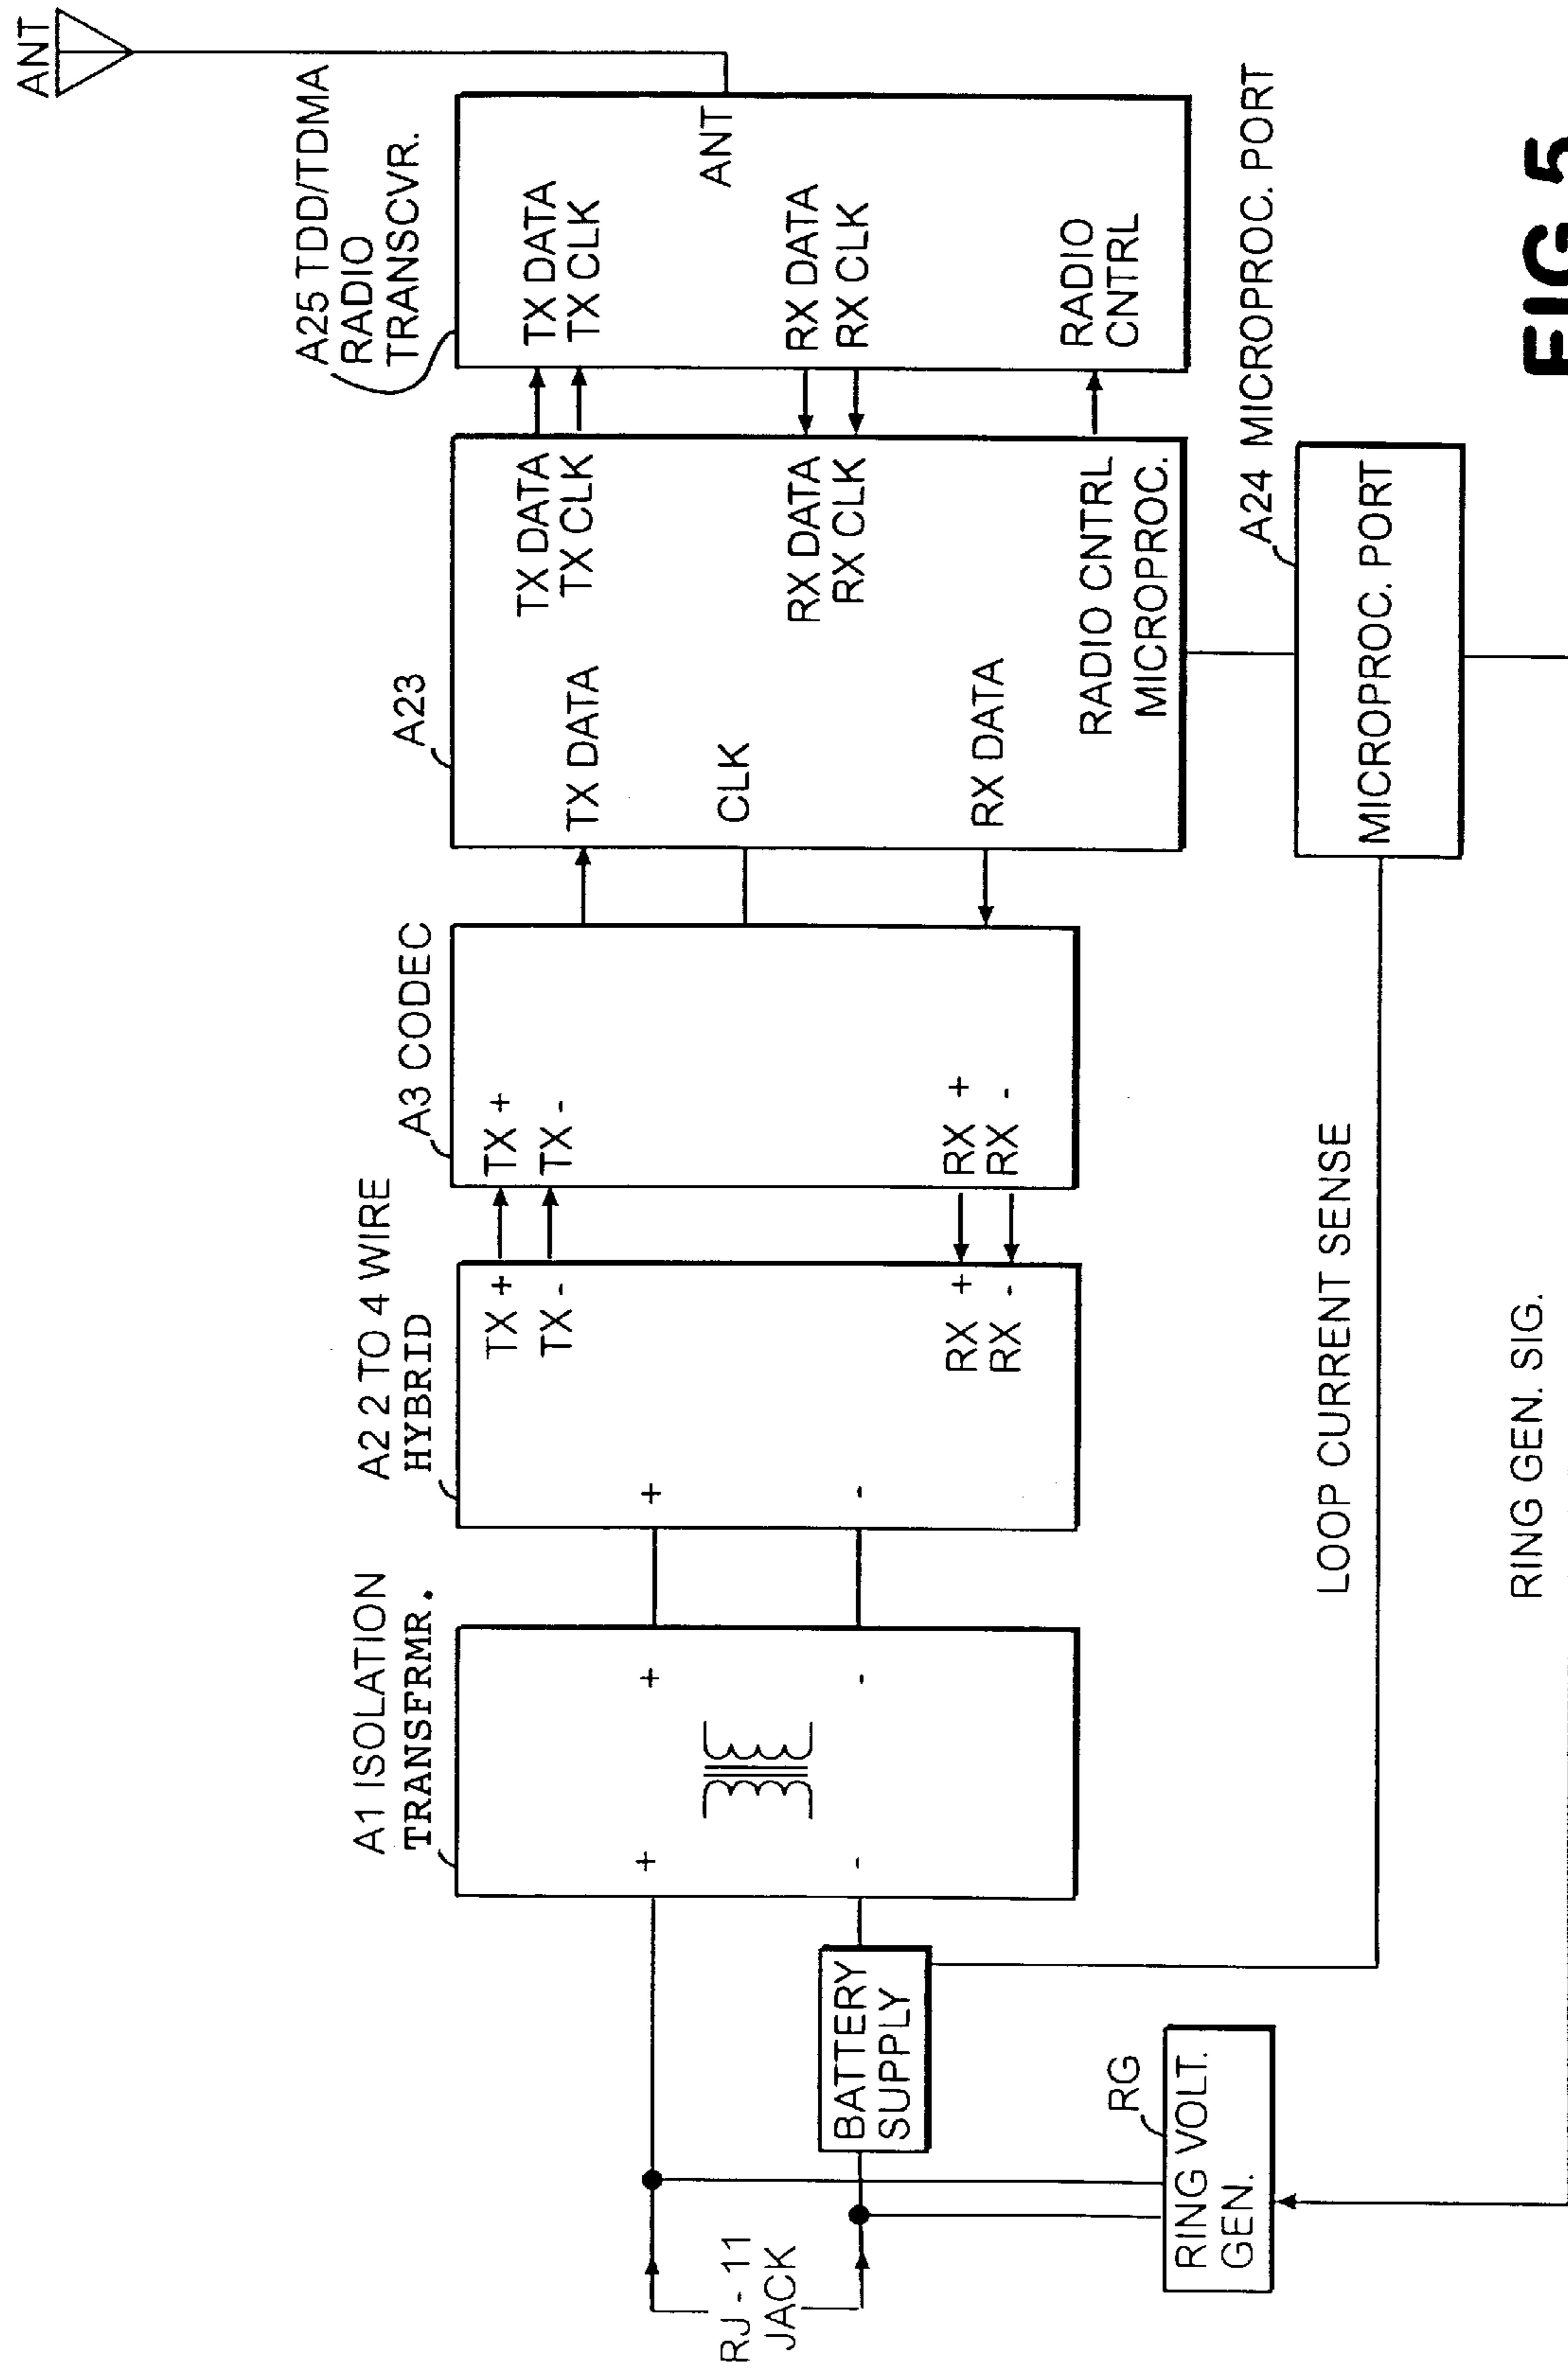 ANT
A25 TDD/TDMA
RADIO
TRANSCVR.
TX DATA
TX CLK
ANT
RX DATA
RX CLK
RADIO
CNTRL
A23
TX DATA
TX CLK
TX DATA
CLK
RX DATA
RX CLK
RX DATA
RADIO CNTRL
MICROPROC.
A24 MICROPROC. PORT
MICROPROC. PORT
A3 CODEC
TX +
TX -
RX +
RX -
A2 2 TO 4 WIRE
HYBRID
TX +
TX -
+
-
RX +
RX -
A1 ISOLATION
TRANSFRMR.
+
+
-
-
BATTERY
SUPPLY
RJ - 11
JACK
RG
RING VOLT.
GEN.
LOOP CURRENT SENSE
RING GEN. SIG.
FIG 5